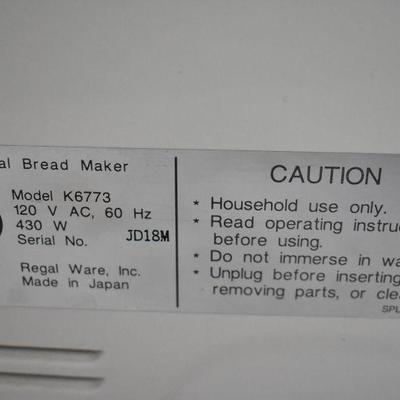 al Bread Maker
Model K6773
120 V AC, 60 Hz
430 W
Serial No. JD18M
Regal Ware, Inc.
Made in Japan
CAUTION
* Household use only.
* Read operating instruc
before using.
* Do not immerse in wa
* Unplug before inserting
removing parts, or clea
SPL